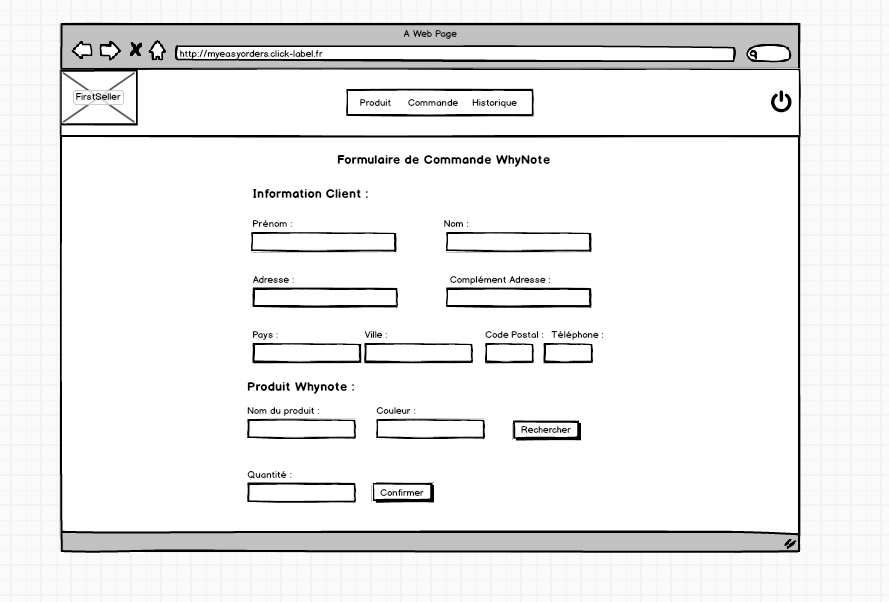 A Web Page
http://myeasyorders.click-label.fr
FirstSeller
Produit Commande Historique
Formulaire de Commande WhyNote
Information Client :
Prénom : Nom :
Adresse : Complément Adresse :
Pays : Ville : Code Postal : Téléphone :
Produit Whynote :
Nom du produit : Couleur :
Rechercher
Quantité :
Confirmer